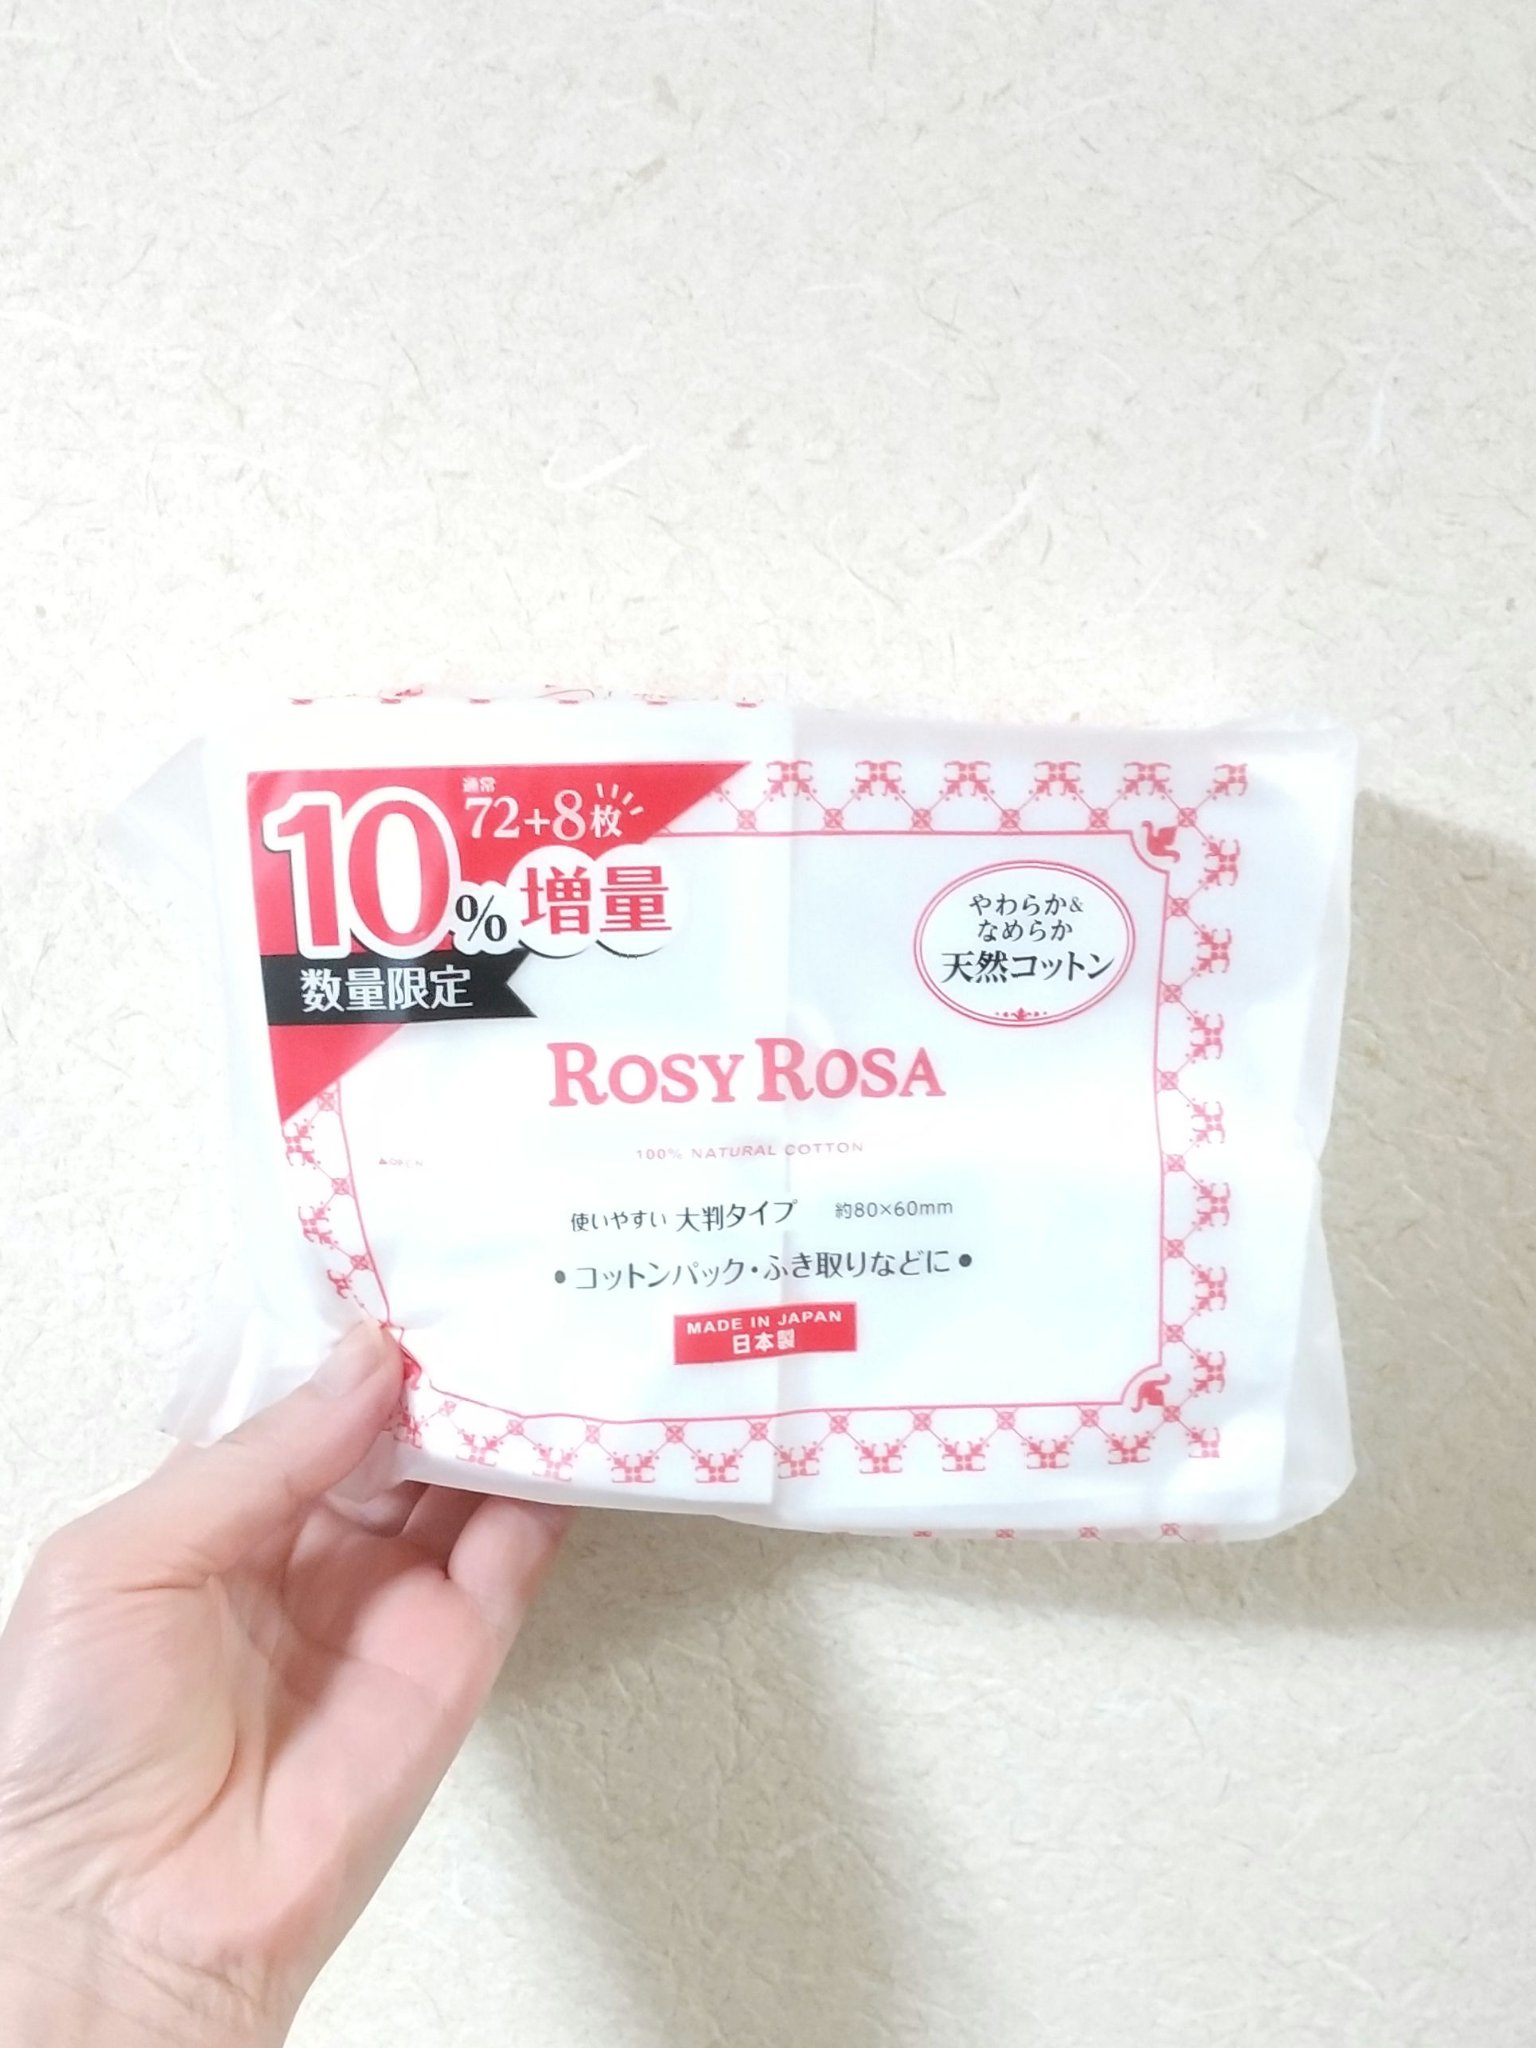 通常
72+8枚
10%増量
数量限定
やわらか&
なめらか
天然コットン
ROSY ROSA
100% NATURAL COTTON
▲OPEN
使いやすい 大判タイプ 約80×60mm
●コットンパック・ふき取りなどに●
MADE IN JAPAN
日本製